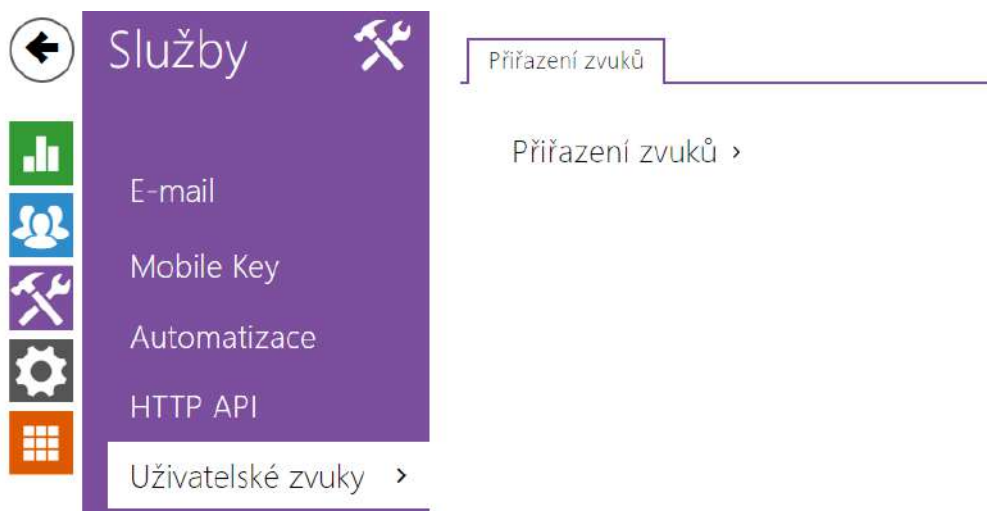 Služby
E-mail
Mobile Key
Automatizace
HTTP API
Uživatelské zvuky
Přiřazení zvuků
Přiřazení zvuků